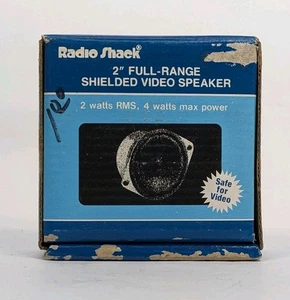 Radio Shack®
2" FULL-RANGE
SHIELDED VIDEO SPEAKER
2 watts RMS, 4 watts max power
Safe
for
Video